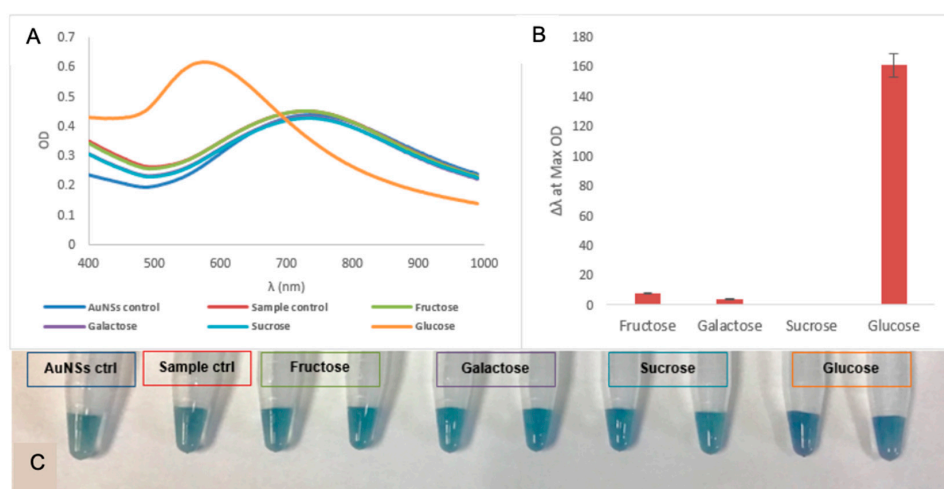 A
OD
0.7
0.6
0.5
0.4
0.3
0.2
0.1
0
400 500 600 700 800 900 1000
λ (nm)
AuNSs control Sample control Fructose
Galactose Sucrose Glucose
B
Δλ at Max OD
180
160
140
120
100
80
60
40
20
0
Fructose Galactose Sucrose Glucose
AuNSs ctrl Sample ctrl Fructose Galactose Sucrose Glucose
C